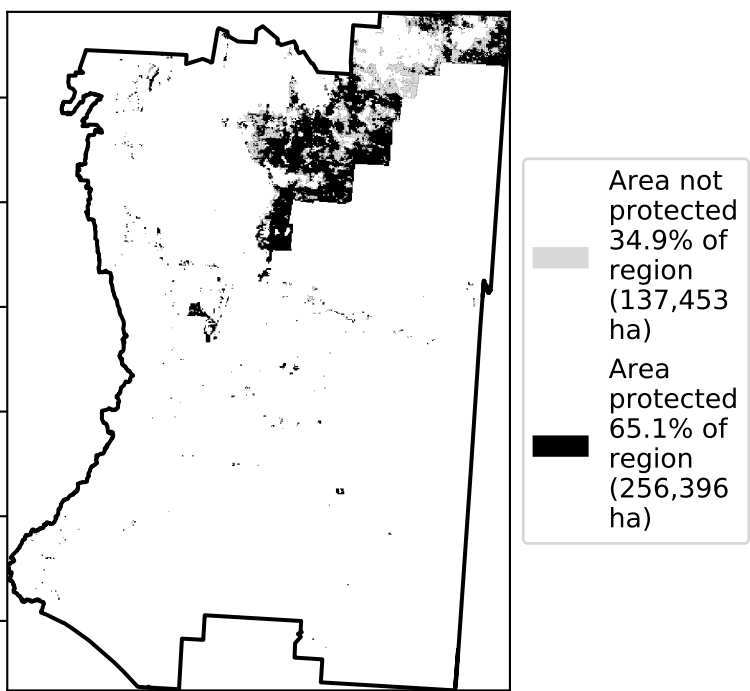 Area not
protected
34.9% of
region
(137,453
ha)
Area
protected
65.1% of
region
(256,396
ha)